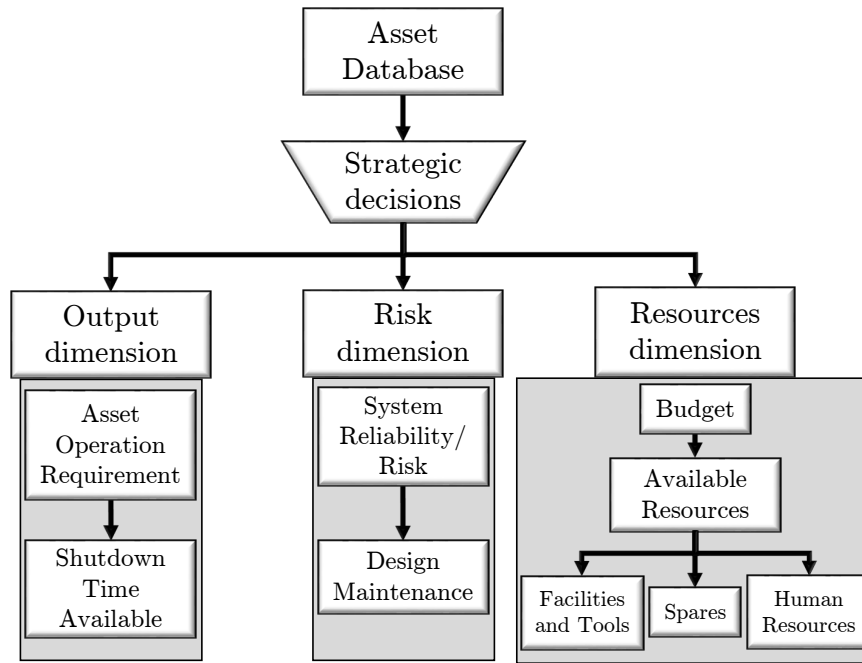 Asset
Database
Strategic
decisions
Output
dimension
Risk
dimension
Resources
dimension
Asset
Operation
Requirement
Shutdown
Time
Available
System
Reliability/
Risk
Design
Maintenance
Budget
Available
Resources
Facilities
and Tools
Spares
Human
Resources